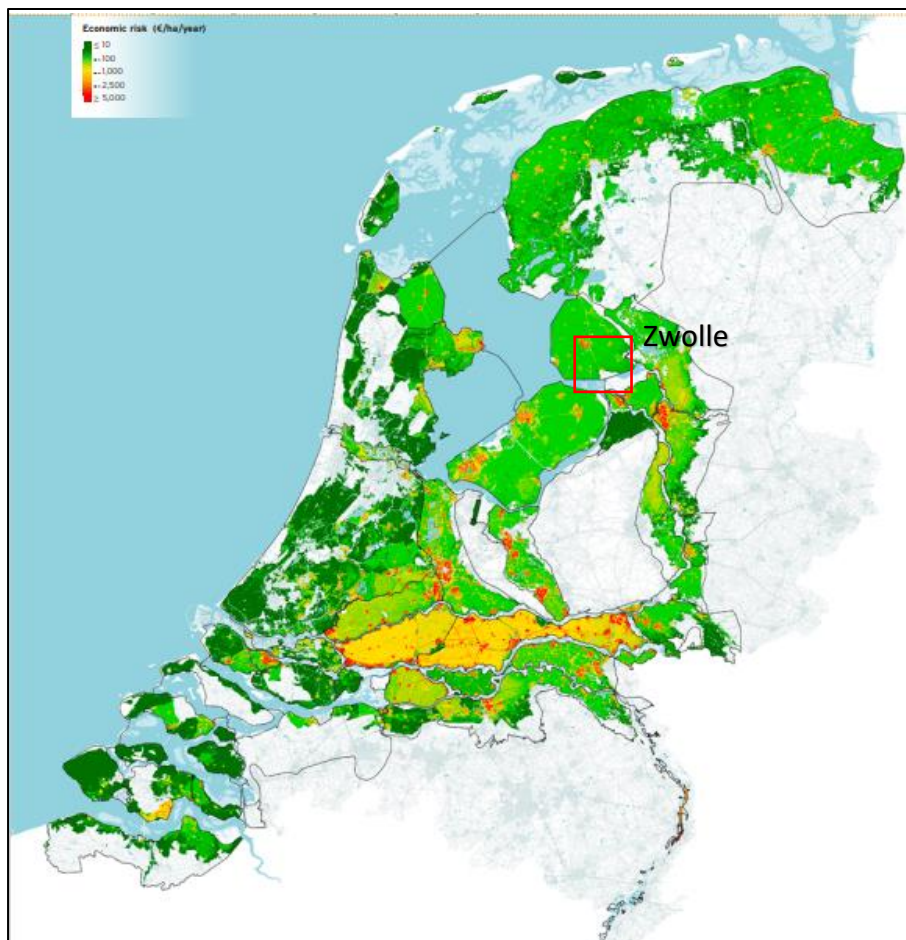 Economic risk (€/ha/year)
≤ 10
=100
=1,000
=2,500
≥ 5,000
Zwolle